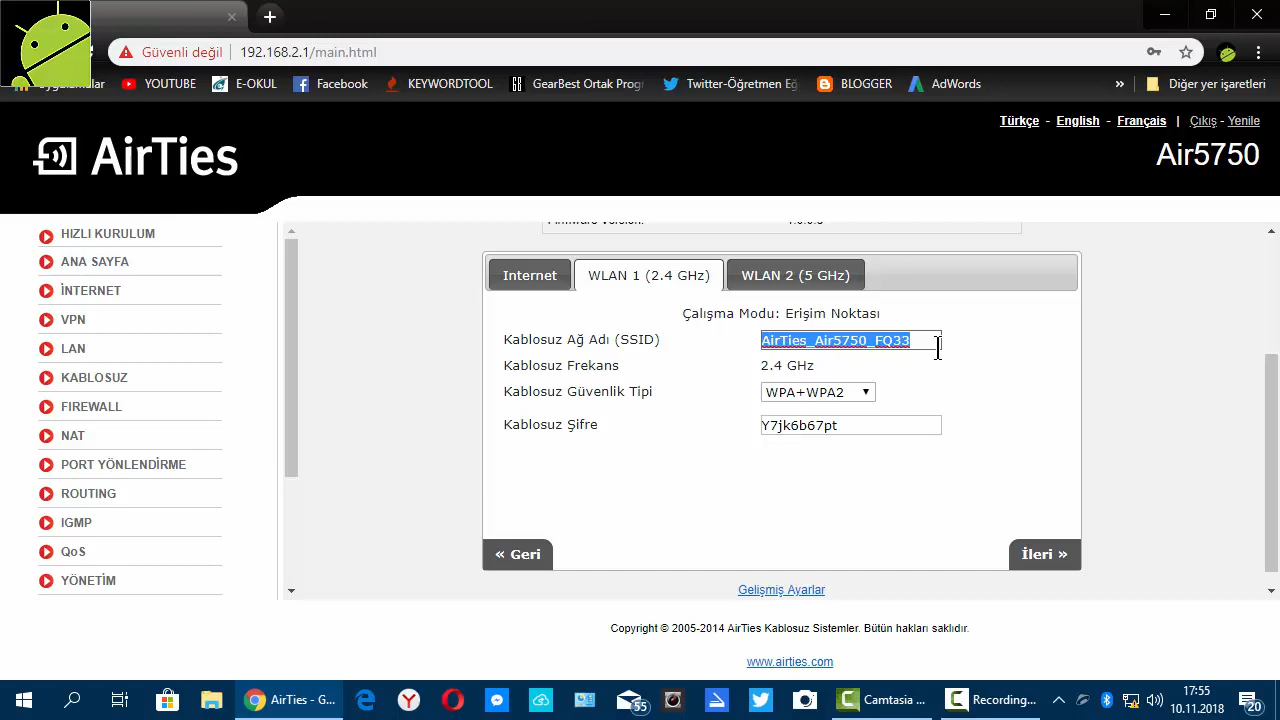 Güvenli değil 192.168.2.1/main.html
YOUTUBE E-OKUL Facebook KEYWORDTOOL GearBest Ortak Prog Twitter-Öğretmen Eğ BLOGGER AdWords » Diğer yer işaretleri
Türkçe - English - Français Çıkış - Yenile
AirTies
Air5750
HIZLI KURULUM
ANA SAYFA
İNTERNET
VPN
LAN
KABLOSUZ
FIREWALL
NAT
PORT YÖNLENDİRME
ROUTING
IGMP
QoS
YÖNETİM
Internet WLAN 1 (2.4 GHz) WLAN 2 (5 GHz)
Çalışma Modu: Erişim Noktası
Kablosuz Ağ Adı (SSID) AirTies_Air5750_FQ33
Kablosuz Frekans 2.4 GHz
Kablosuz Güvenlik Tipi WPA+WPA2
Kablosuz Şifre Y7jk6b67pt
« Geri İleri »
Gelişmiş Ayarlar
Copyright © 2005-2014 AirTies Kablosuz Sistemler. Bütün hakları saklıdır.
www.airties.com
AirTies - G... 55 Camtasia ... Recording... 17:55
10.11.2018 20